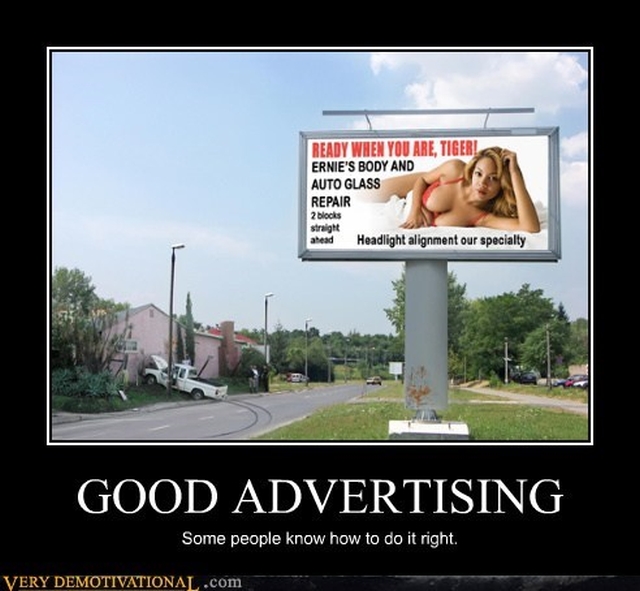 READY WHEN YOU ARE, TIGER!
ERNIE'S BODY AND
AUTO GLASS
REPAIR
2 blocks
straight
ahead
Headlight alignment our specialty
GOOD ADVERTISING
Some people know how to do it right.
VERY DEMOTIVATIONAL.com